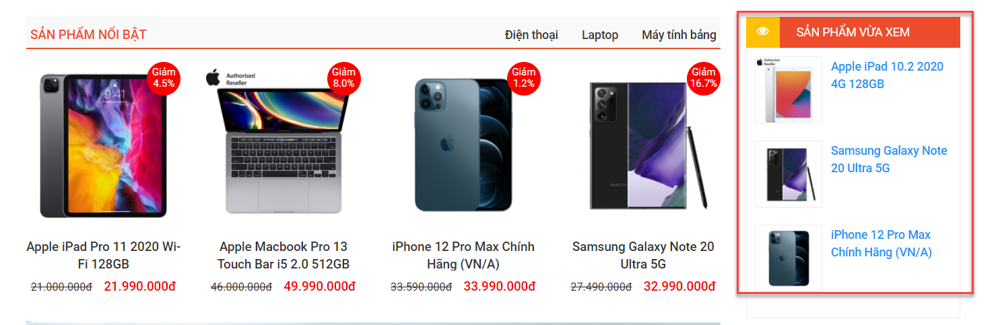 SẢN PHẨM NỔI BẬT
Điện thoại
Laptop
Máy tính bảng
Giảm
4.5%
9:41
Apple iPad Pro 11 2020 Wi-
Fi 128GB
21.000.000đ 21.990.000đ
Authorised
Reseller
Giảm
8.0%
Apple Macbook Pro 13
Touch Bar i5 2.0 512GB
46.000.000đ 49.990.000đ
Giảm
1.2%
iPhone 12 Pro Max Chính
Hãng (VN/A)
33.590.000đ 33.990.000đ
Giảm
16.7%
SAMSUNG
Samsung Galaxy Note 20
Ultra 5G
27.490.000đ 32.990.000đ
SẢN PHẨM VỪA XEM
Authorised
Reseller
Apple iPad 10.2 2020
4G 128GB
Samsung Galaxy Note
20 Ultra 5G
iPhone 12 Pro Max
Chính Hãng (VN/A)